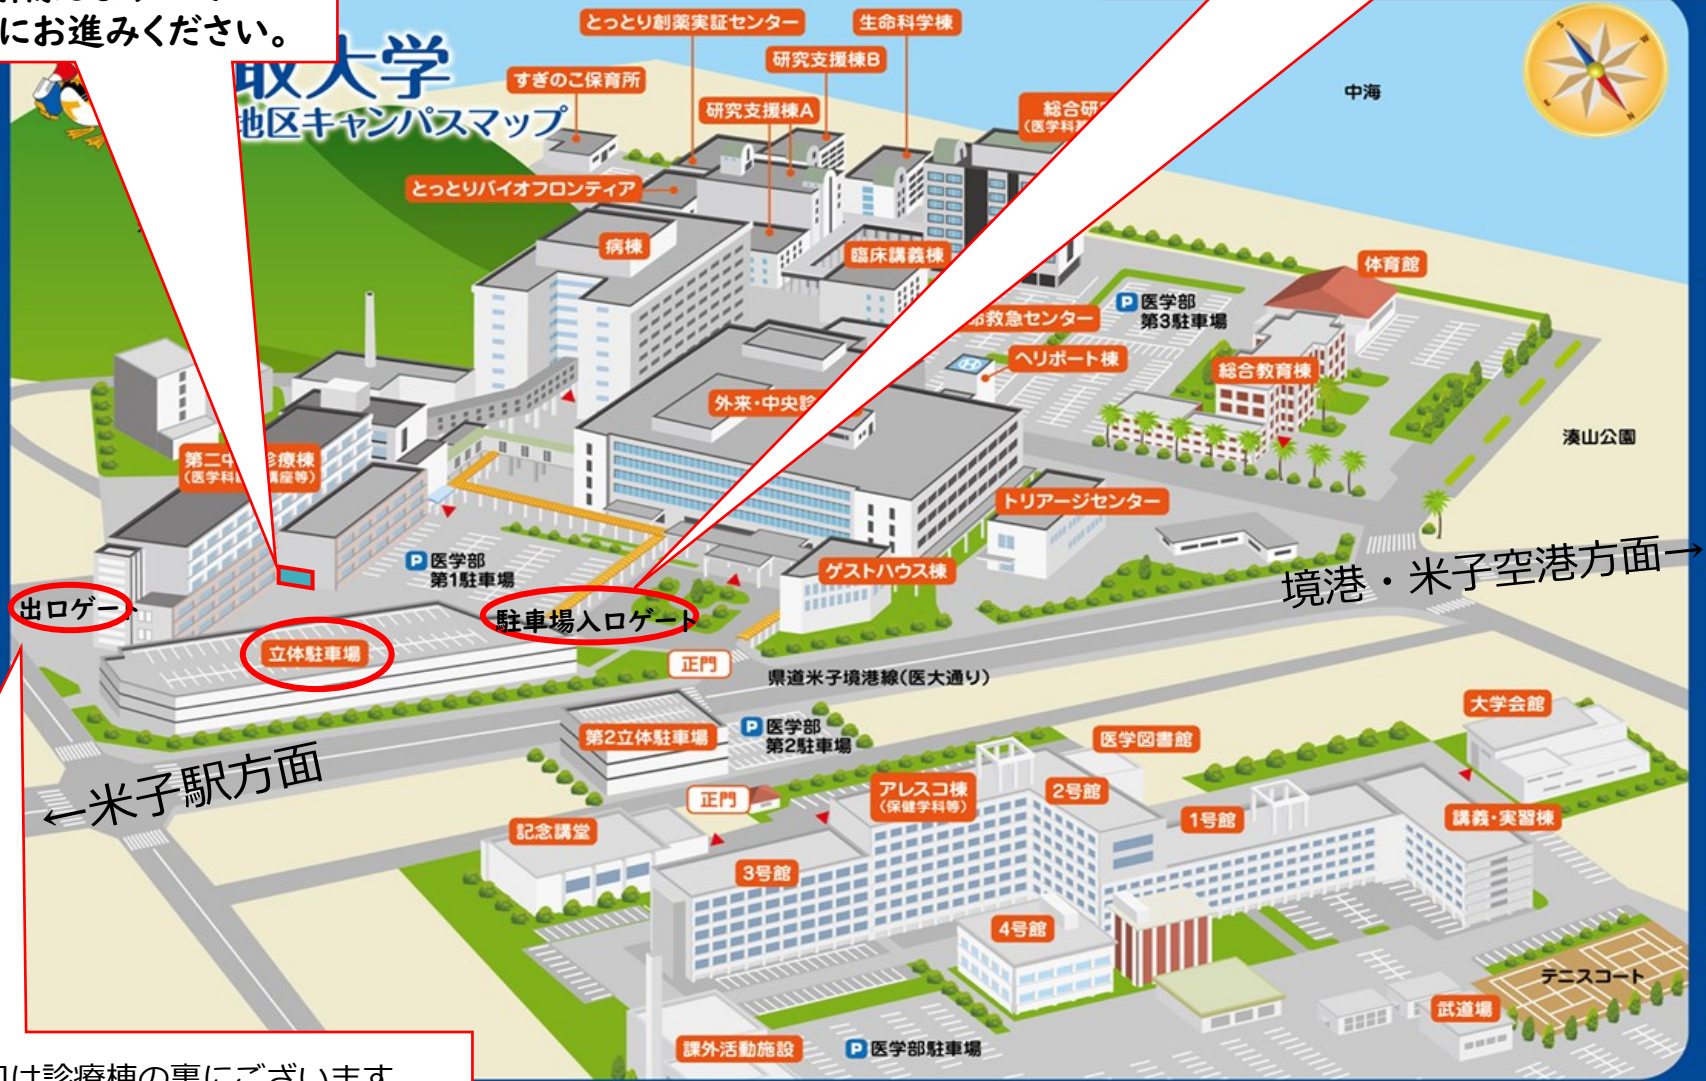 にお進みください。
取大学
地区キャンパスマップ
とっとり創薬実証センター
生命科学棟
研究支援棟B
すぎのこ保育所
研究支援棟A
総合研
(医学科基
中海
S
W
E
N
とっとりバイオフロンティア
病棟
臨床講義棟
体育館
P 医学部
第3駐車場
救急センター
ヘリポート棟
総合教育棟
外来・中央診
湊山公園
第二中
診療棟
(医学科
講座等)
トリアージセンター
P 医学部
第1駐車場
ゲストハウス棟
境港・米子空港方面→
出口ゲート
駐車場入口ゲート
立体駐車場
正門
県道米子境港線(医大通り)
大学会館
第2立体駐車場
P 医学部
第2駐車場
医学図書館
←米子駅方面
正門
アレスコ棟
(保健学科等)
2号館
1号館
講義・実習棟
記念講堂
3号館
4号館
テニスコート
武道場
課外活動施設
P 医学部駐車場
は診療棟の裏にございます